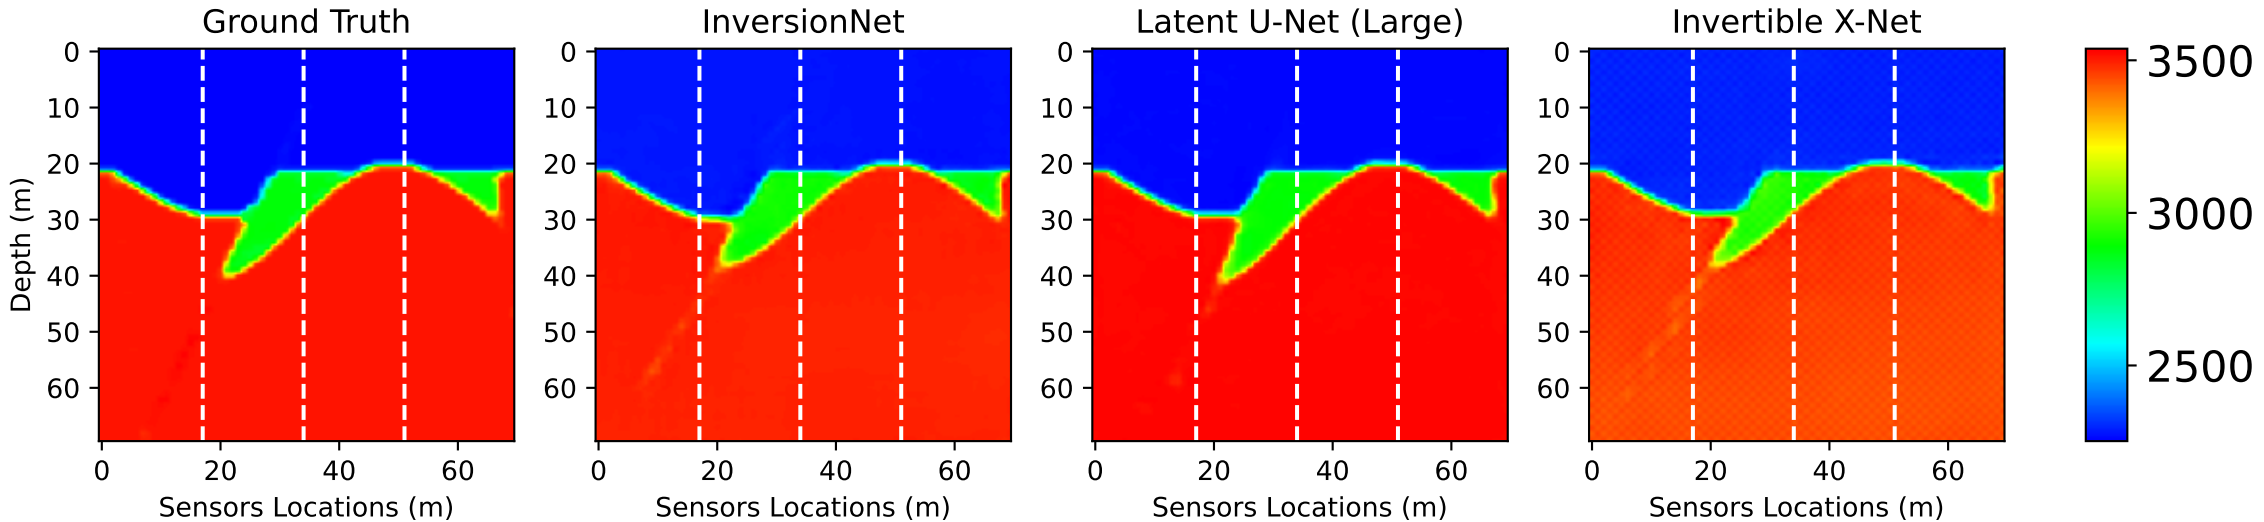 Ground Truth
InversionNet
Latent U-Net (Large)
Invertible X-Net
Depth (m)
0
10
20
30
40
50
60
0 20 40 60
Sensors Locations (m)
0
10
20
30
40
50
60
0 20 40 60
Sensors Locations (m)
0
10
20
30
40
50
60
0 20 40 60
Sensors Locations (m)
0
10
20
30
40
50
60
0 20 40 60
Sensors Locations (m)
3500
3000
2500